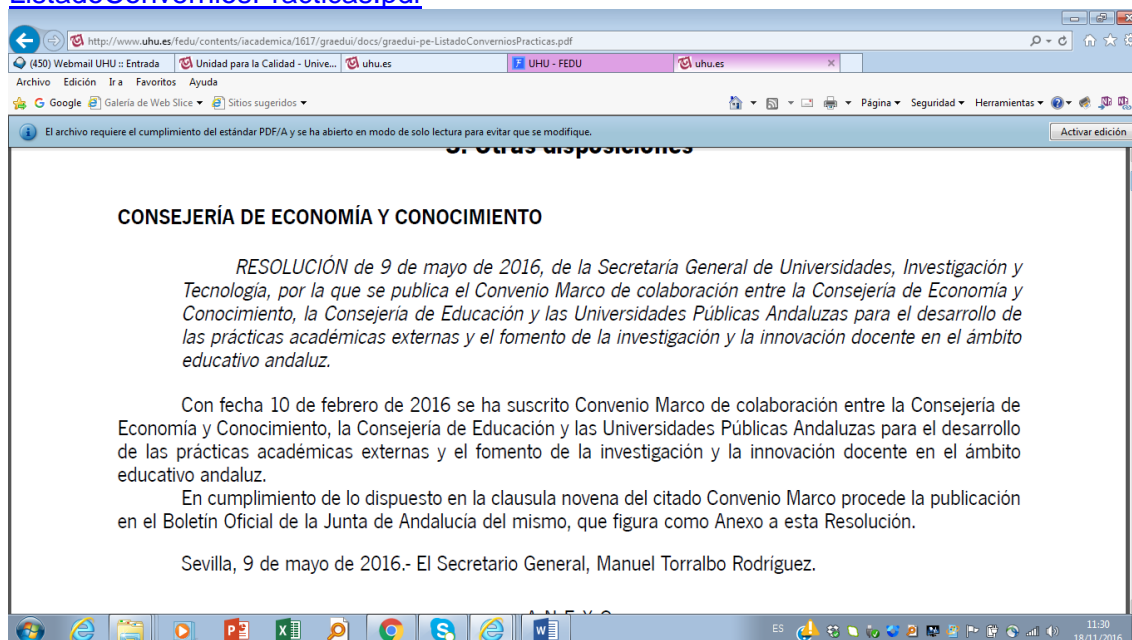 ListadoConverniosPracticas.pdf
http://www.uhu.es/fedu/contents/iacademica/1617/graedui/docs/graedui-pe-ListadoConverniosPracticas.pdf
(450) Webmail UHU :: Entrada Unidad para la Calidad - Unive... uhu.es UHU - FEDU uhu.es
Archivo Edición Ir a Favoritos Ayuda
Google Galería de Web Slice Sitios sugeridos Página Seguridad Herramientas
El archivo requiere el cumplimiento del estándar PDF/A y se ha abierto en modo de solo lectura para evitar que se modifique. Activar edición
3. Otras disposiciones
CONSEJERÍA DE ECONOMÍA Y CONOCIMIENTO
RESOLUCIÓN de 9 de mayo de 2016, de la Secretaría General de Universidades, Investigación y
Tecnología, por la que se publica el Convenio Marco de colaboración entre la Consejería de Economía y
Conocimiento, la Consejería de Educación y las Universidades Públicas Andaluzas para el desarrollo de
las prácticas académicas externas y el fomento de la investigación y la innovación docente en el ámbito
educativo andaluz.
Con fecha 10 de febrero de 2016 se ha suscrito Convenio Marco de colaboración entre la Consejería de
Economía y Conocimiento, la Consejería de Educación y las Universidades Públicas Andaluzas para el desarrollo
de las prácticas académicas externas y el fomento de la investigación y la innovación docente en el ámbito
educativo andaluz.
En cumplimiento de lo dispuesto en la clausula novena del citado Convenio Marco procede la publicación
en el Boletín Oficial de la Junta de Andalucía del mismo, que figura como Anexo a esta Resolución.
Sevilla, 9 de mayo de 2016.- El Secretario General, Manuel Torralbo Rodríguez.
A N E X O
ES 11:30
18/11/2016